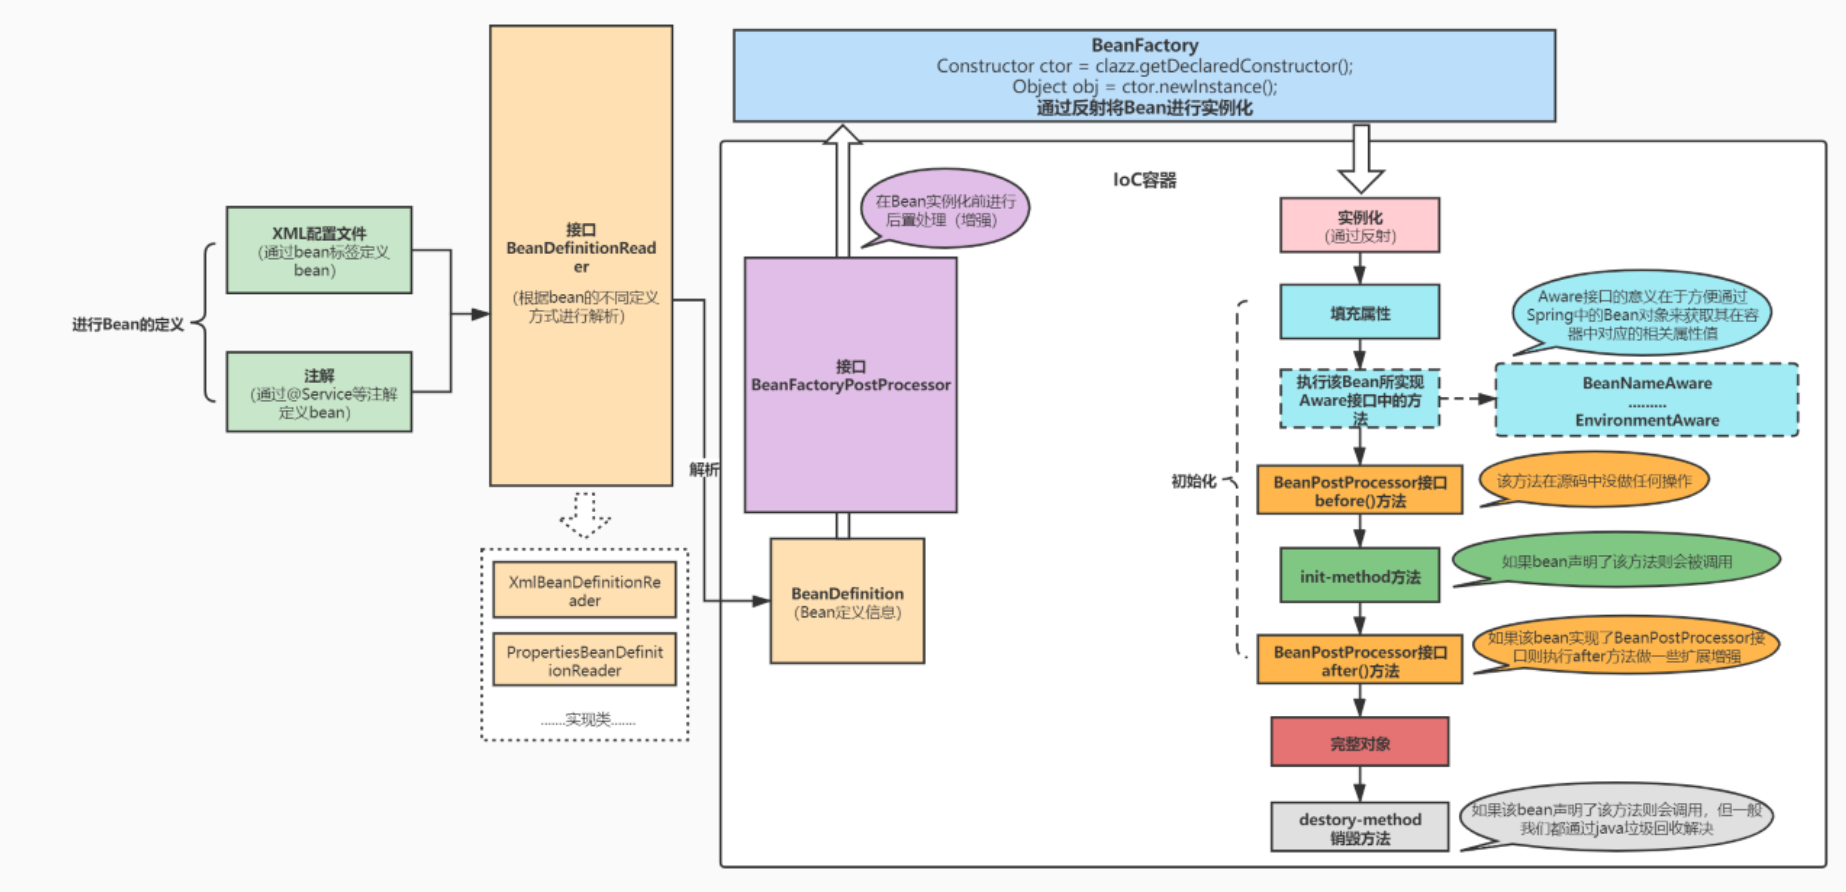 进行Bean的定义
XML配置文件
（通过bean标签定义
bean）
注解
（通过@Service等注解
定义bean）
接口
BeanDefinitionRead
er
（根据bean的不同定义
方式进行解析）
XmlBeanDefinitionRe
ader
PropertiesBeanDefinit
ionReader
.......实现类.......
解析
BeanFactory
Constructor ctor = clazz.getDeclaredConstructor();
Object obj = ctor.newInstance();
通过反射将Bean进行实例化
IoC容器
在Bean实例化前进行
后置处理（增强）
接口
BeanFactoryPostProcessor
BeanDefinition
（Bean定义信息）
实例化
（通过反射）
初始化
填充属性
Aware接口的意义在于方便通过
Spring中的Bean对象来获取其在容
器中对应的相关属性值
执行该Bean所实现
Aware接口中的方
法
BeanNameAware
.........
EnvironmentAware
BeanPostProcessor接口
before()方法
该方法在源码中没做任何操作
init-method方法
如果bean声明了该方法则会被调用
BeanPostProcessor接口
after()方法
如果该bean实现了BeanPostProcessor接
口则执行after方法做一些扩展增强
完整对象
destory-method
销毁方法
如果该bean声明了该方法则会调用，但一般
我们都通过java垃圾回收解决